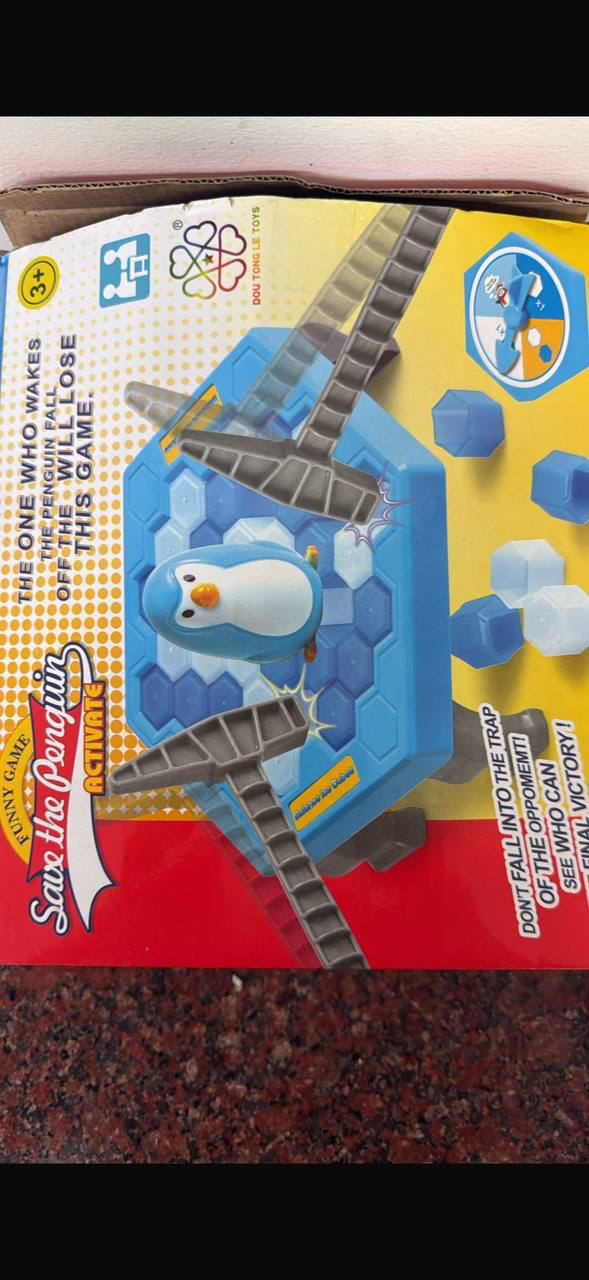 FUNNY GAME
Save the Penguin
ACTIVATE
THE ONE WHO WAKES
THE PENGUIN FALL
OFF THE WILL LOSE
THIS GAME.
3+
®
DOU TONG LE TOYS
X1
DON'T FALL INTO THE TRAP
OF THE OPPOMENT!
SEE WHO CAN
FINAL VICTORY!